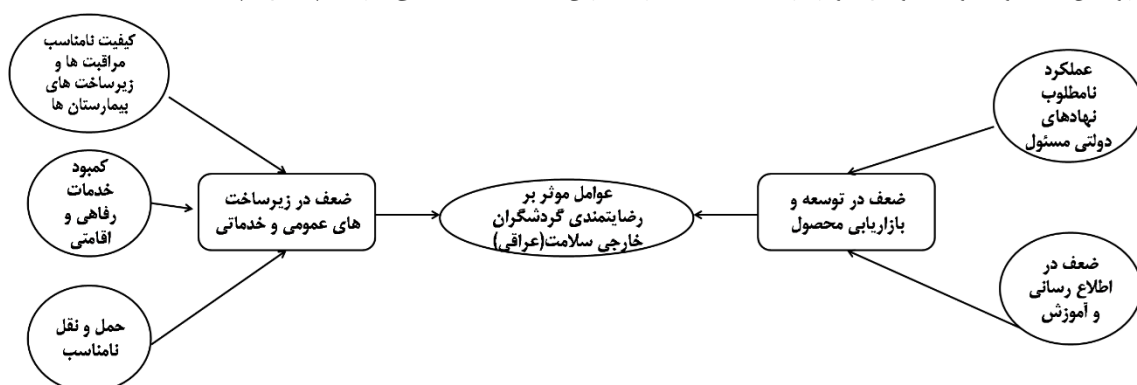 کیفیت نامناسب
مراقبت ها و
زیرساخت های
بیمارستان ها
عملکرد
نامطلوب
نهادهای
دولتی مسئول
کمبود
خدمات
رفاهی و
اقامتی
ضعف در زیرساخت
های عمومی و خدماتی
عوامل موثر بر
رضایتمندی گردشگران
خارجی سلامت(عراقی)
ضعف در توسعه و
بازاریابی محصول
ضعف در
اطلاع رسانی
و آموزش
حمل و نقل
نامناسب